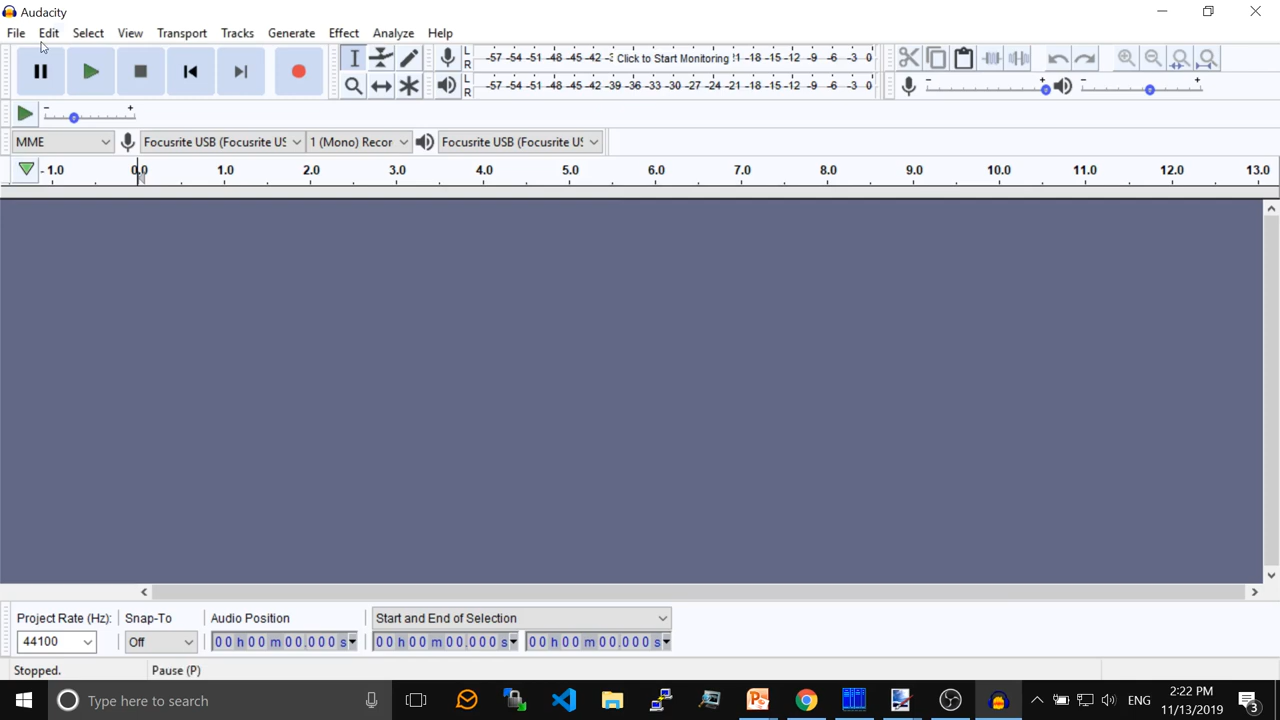 Audacity
File Edit Select View Transport Tracks Generate Effect Analyze Help
L
R
-57 -54 -51 -48 -45 -42 -3 Click to Start Monitoring !1 -18 -15 -12 -9 -6 -3 0
L
R
-57 -54 -51 -48 -45 -42 -39 -36 -33 -30 -27 -24 -21 -18 -15 -12 -9 -6 -3 0
- +
- +
- +
MME Focusrite USB (Focusrite US 1 (Mono) Recor Focusrite USB (Focusrite US
- 1.0 0.0 1.0 2.0 3.0 4.0 5.0 6.0 7.0 8.0 9.0 10.0 11.0 12.0 13.0
Project Rate (Hz): Snap-To Audio Position Start and End of Selection
44100 Off 00 h 00 m 00.000 s 00 h 00 m 00.000 s 00 h 00 m 00.000 s
Stopped. Pause (P)
Type here to search ENG 2:22 PM
11/13/2019 3